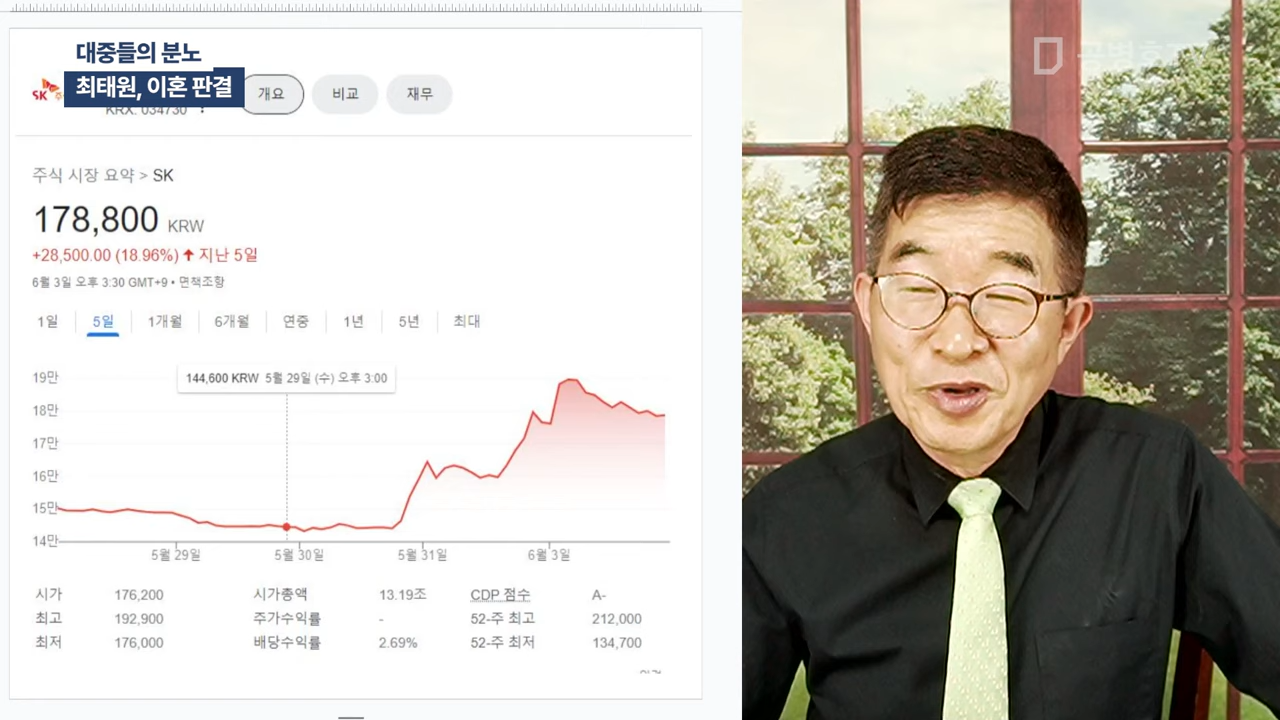 대중들의 분노
최태원, 이혼 판결
SK
KRX: 034730
개요
비교
재무
주식 시장 요약 > SK
178,800 KRW
+28,500.00 (18.96%) ↑ 지난 5일
6월 3일 오후 3:30 GMT+9 • 면책조항
1일 5일 1개월 6개월 연중 1년 5년 최대
144,600 KRW 5월 29일 (수) 오후 3:00
19만
18만
17만
16만
15만
14만
5월 29일 5월 30일 5월 31일 6월 3일
시가 176,200 시가총액 13.19조 CDP 점수 A-
최고 192,900 주가수익률 - 52-주 최고 212,000
최저 176,000 배당수익률 2.69% 52-주 최저 134,700